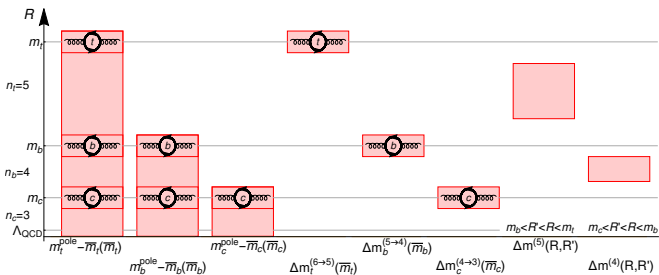 R
m_t
t
t
n_t=5
m_b
b
b
b
n_b=4
m_c
c
c
c
c
n_c=3
Λ_QCD
m_b<R'<R<m_t
m_c<R'<R<m_b
m_t^pole−m̅_t(m̅_t)
m_c^pole−m̅_c(m̅_c)
Δm_b^(5→4)(m̅_b)
Δm^(5)(R,R')
m_b^pole−m̅_b(m̅_b)
Δm_t^(6→5)(m̅_t)
Δm_c^(4→3)(m̅_c)
Δm^(4)(R,R')